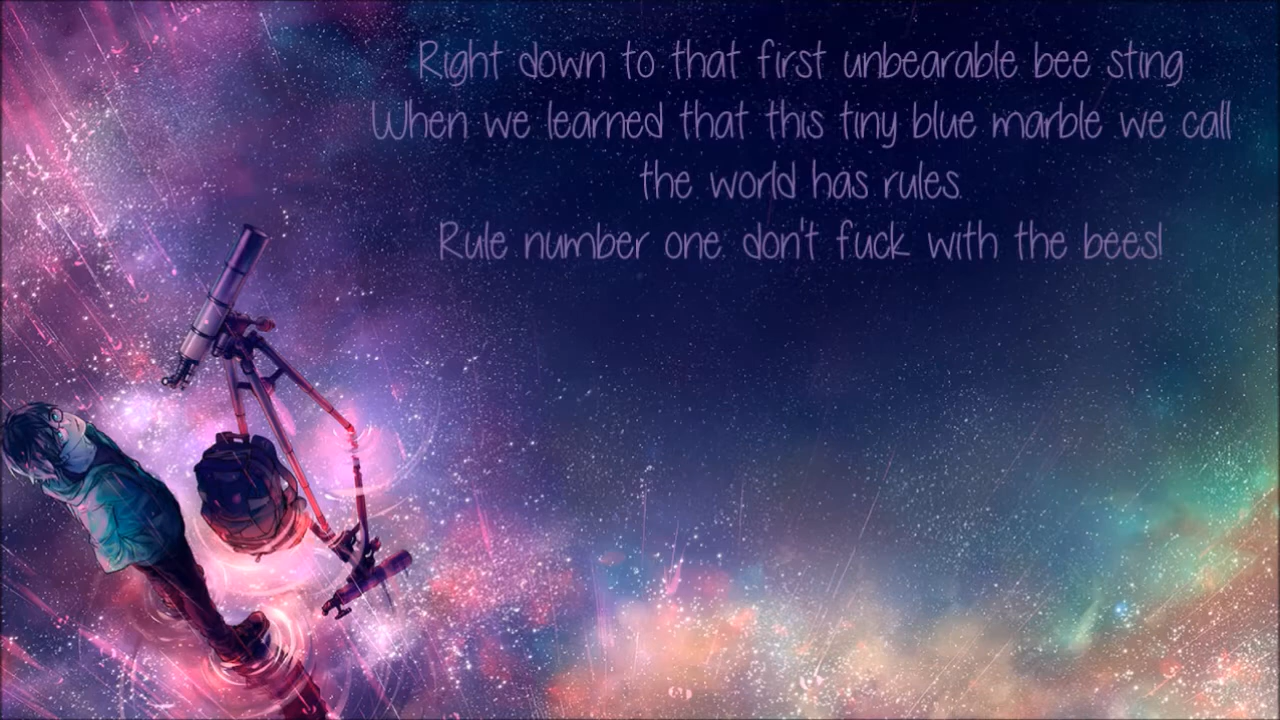 Right down to that first unbearable bee sting
When we learned that this tiny blue marble we call
the world has rules.
Rule number one: don't fuck with the bees!